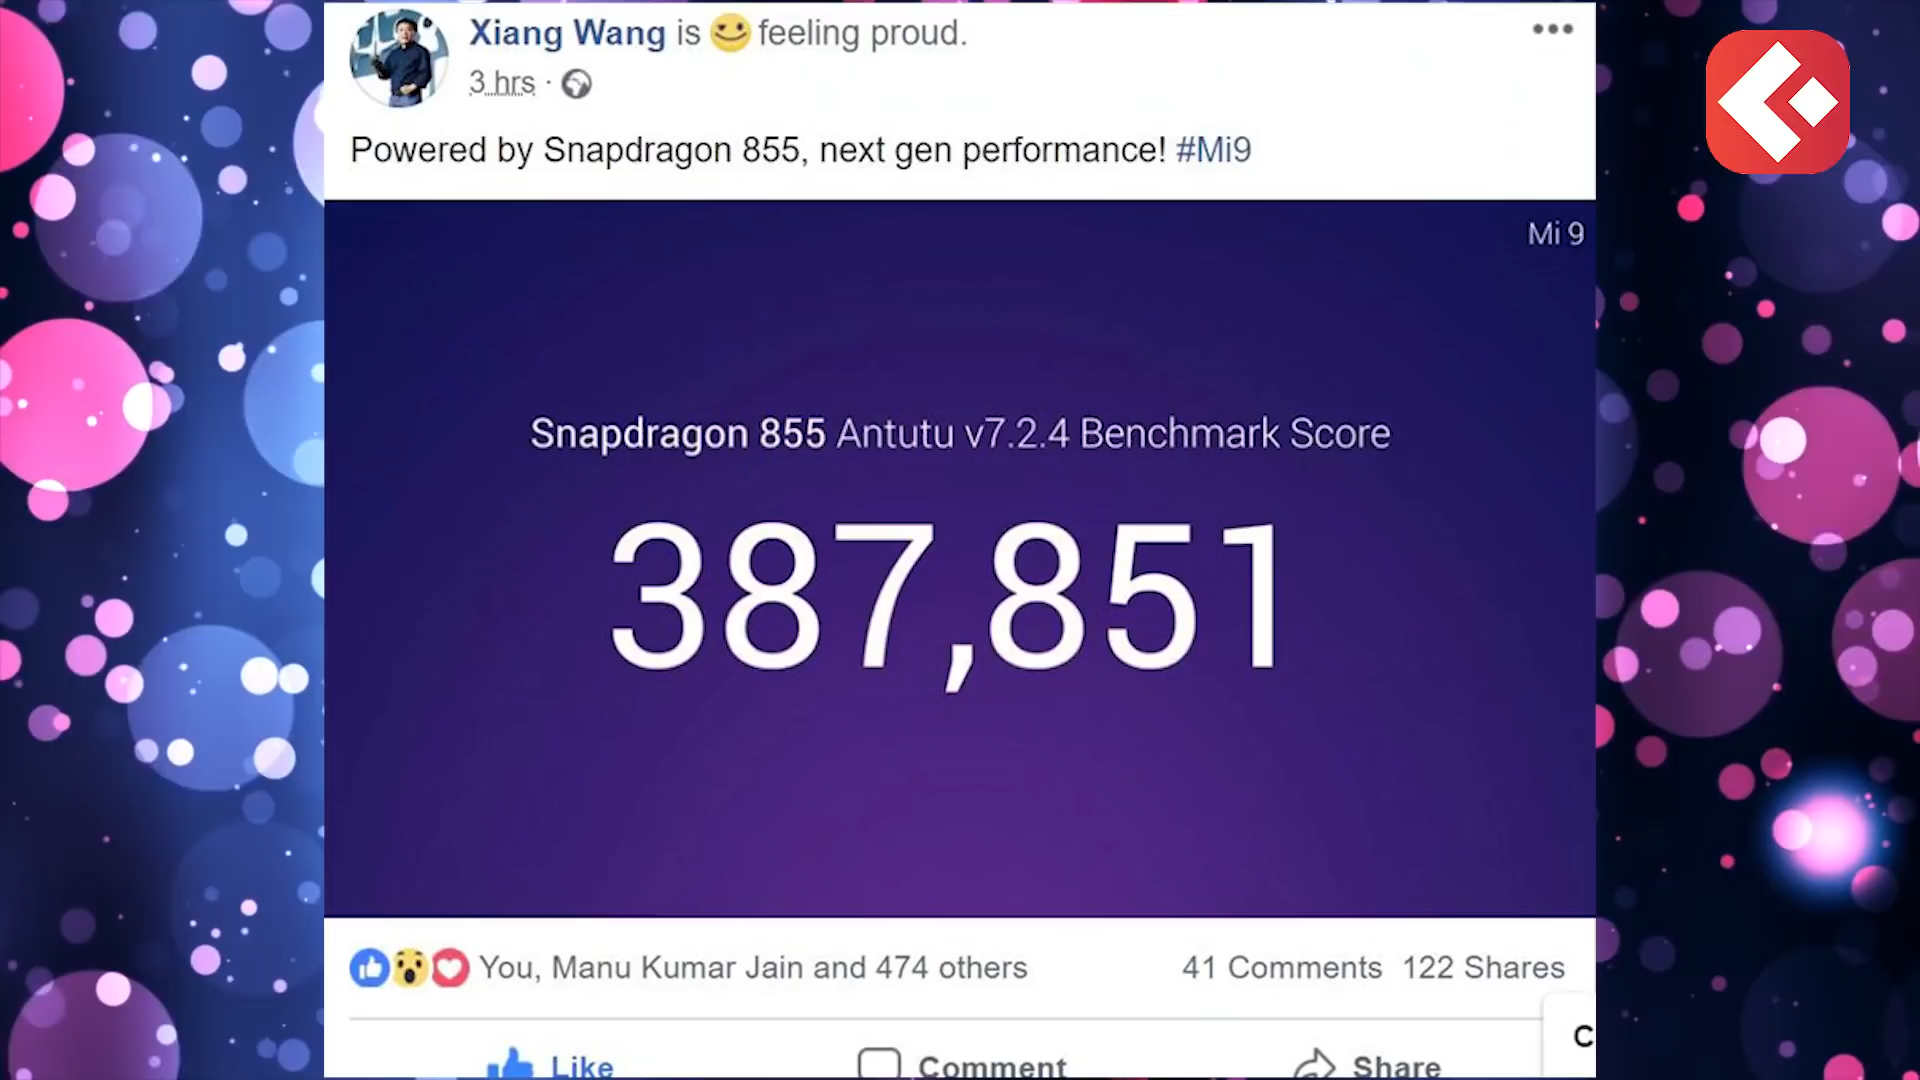 Xiang Wang is feeling proud.
3 hrs ·
Powered by Snapdragon 855, next gen performance! #Mi9
Mi 9
Snapdragon 855 Antutu v7.2.4 Benchmark Score
387,851
You, Manu Kumar Jain and 474 others 41 Comments 122 Shares
C
Like Comment Share